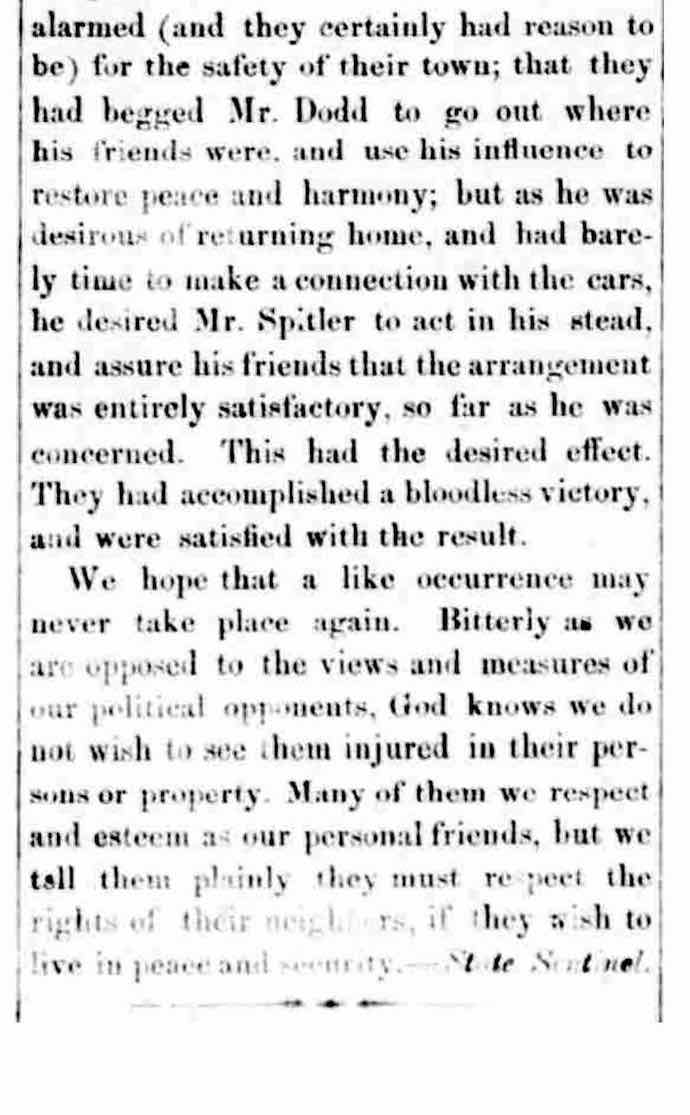 alarmed (and they certainly had reason to
be) for the safety of their town; that they
had begged Mr. Dodd to go out where
his friends were, and use his influence to
restore peace and harmony; but as he was
desirous of returning home, and had bare-
ly time to make a connection with the cars,
he desired Mr. Spitler to act in his stead,
and assure his friends that the arrangement
was entirely satisfactory, so far as he was
concerned. This had the desired effect.
They had accomplished a bloodless victory,
and were satisfied with the result.
We hope that a like occurrence may
never take place again. Bitterly as we
are opposed to the views and measures of
our political opponents, God knows we do
not wish to see them injured in their per-
sons or property. Many of them we respect
and esteem as our personal friends, but we
tell them plainly they must respect the
rights of their neighbors, if they wish to
live in peace and security.—State Sentinel.